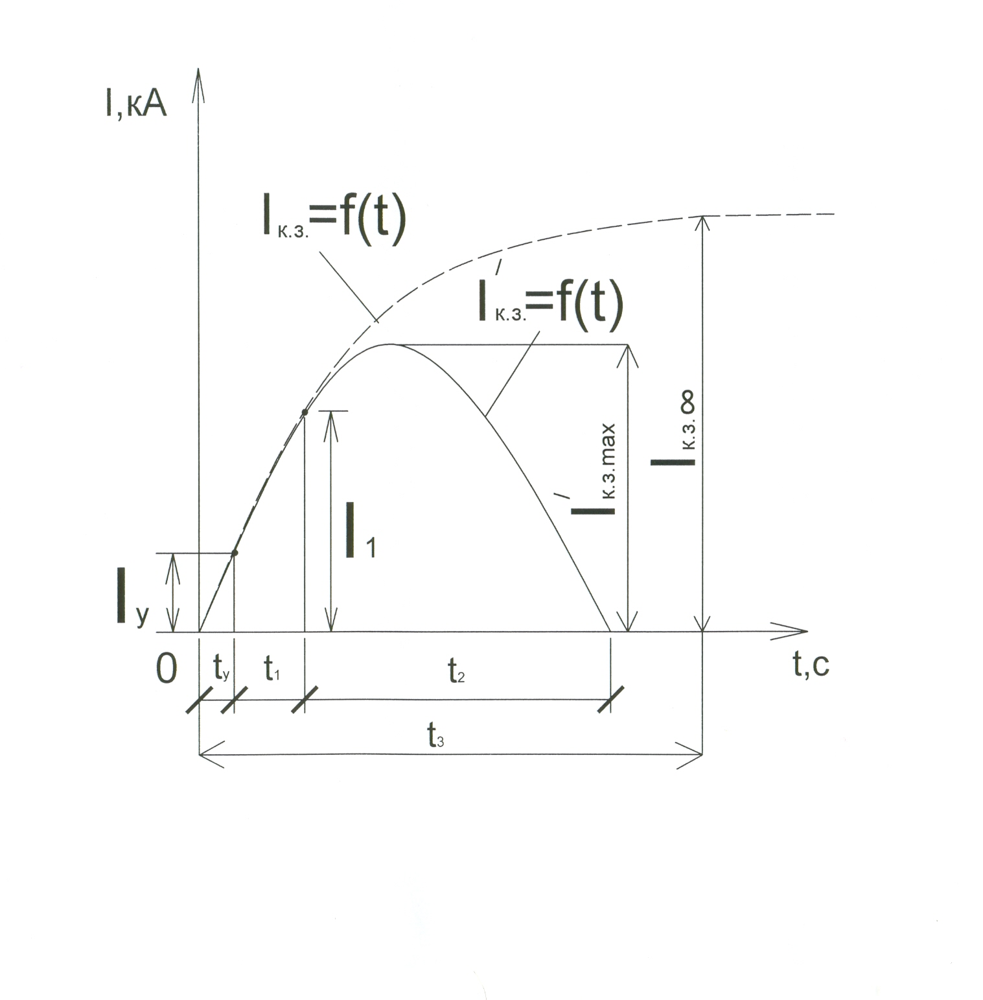 I,кА
Iк.з.=f(t)
I′к.з.=f(t)
Iк.з.∞
I′к.з.max
I1
Iу
0
tу
t1
t2
t,с
t3